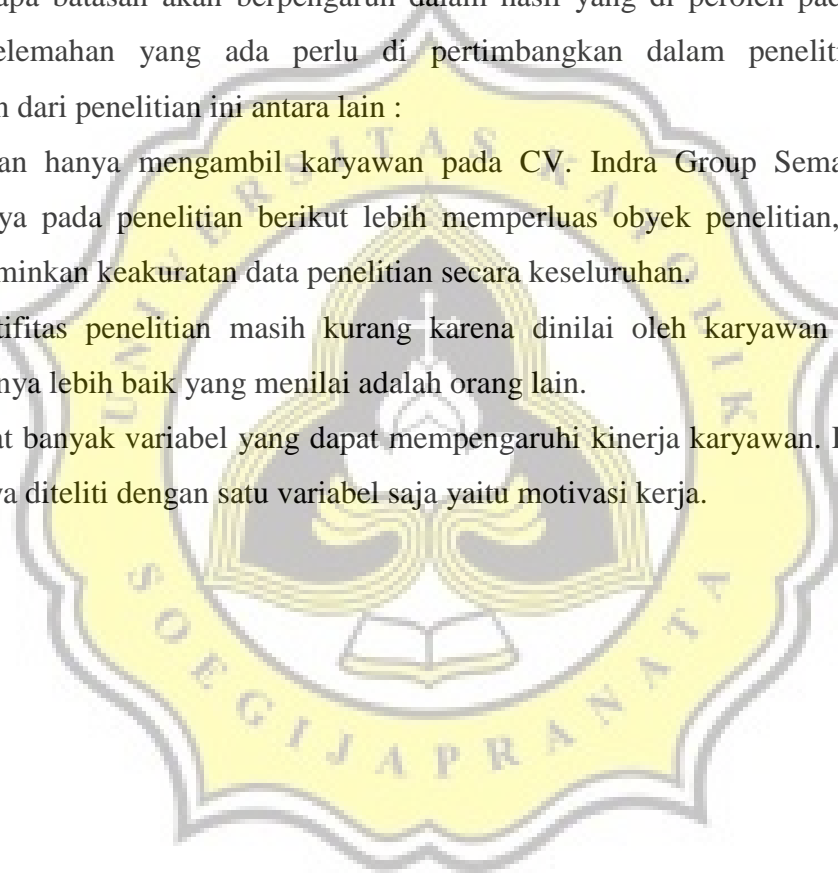 apa batasan akan berpengaruh dalam hasil yang di peroleh pad
elemahan yang ada perlu di pertimbangkan dalam peneliti
n dari penelitian ini antara lain :
an hanya mengambil karyawan pada CV. Indra Group Sema
ya pada penelitian berikut lebih memperluas obyek penelitian,
minkan keakuratan data penelitian secara keseluruhan.
tifitas penelitian masih kurang karena dinilai oleh karyawan
nya lebih baik yang menilai adalah orang lain.
at banyak variabel yang dapat mempengaruhi kinerja karyawan.
a diteliti dengan satu variabel saja yaitu motivasi kerja.
UNIVERSITAS KATOLIK
SOEGIJAPRANATA